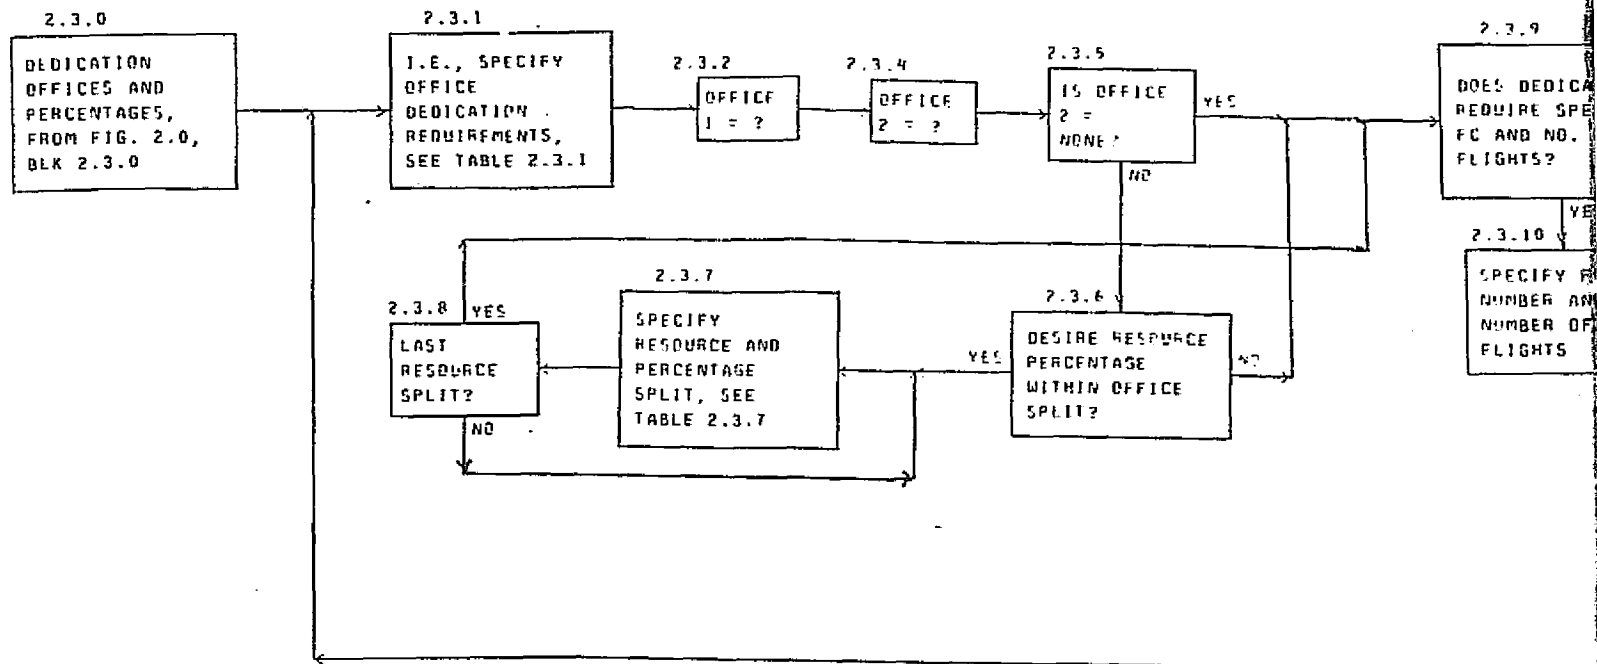 2.3.0
DEDICATION
OFFICES AND
PERCENTAGES,
FROM FIG. 2.0,
BLK 2.3.0
2.3.1
I.E., SPECIFY
OFFICE
DEDICATION
REQUIREMENTS,
SEE TABLE 2.3.1
2.3.2
OFFICE
1 = ?
2.3.4
OFFICE
2 = ?
2.3.5
IS OFFICE
2 =
NONE?
YES
NO
2.3.9
DOES DEDICA
REQUIRE SPE
FC AND NO.
FLIGHTS?
YE
2.3.10
SPECIFY F
NUMBER AN
NUMBER OF
FLIGHTS
2.3.6
DESIRE RESOURCE
PERCENTAGE
WITHIN OFFICE
SPLIT?
YES
NO
2.3.7
SPECIFY
RESOURCE AND
PERCENTAGE
SPLIT, SEE
TABLE 2.3.7
2.3.8
YES
LAST
RESOURCE
SPLIT?
NO